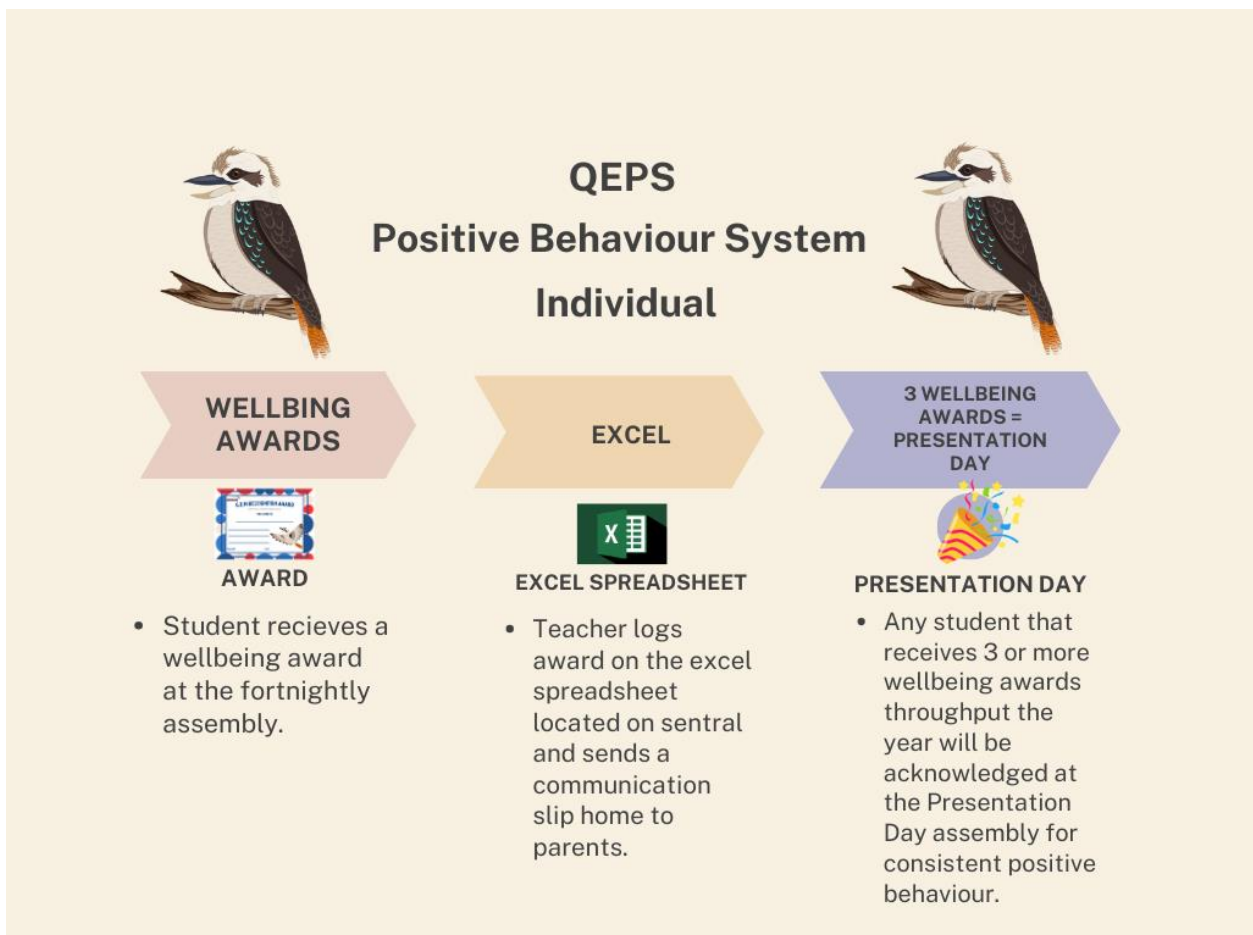 QEPS
Positive Behaviour System
Individual
WELLBING
AWARDS
EXCEL
3 WELLBEING
AWARDS =
PRESENTATION
DAY
X
AWARD
EXCEL SPREADSHEET
PRESENTATION DAY
• Student recieves a
wellbeing award
at the fortnightly
assembly.
• Teacher logs
award on the excel
spreadsheet
located on sentral
and sends a
communication
slip home to
parents.
• Any student that
receives 3 or more
wellbeing awards
throughput the
year will be
acknowledged at
the Presentation
Day assembly for
consistent positive
behaviour.